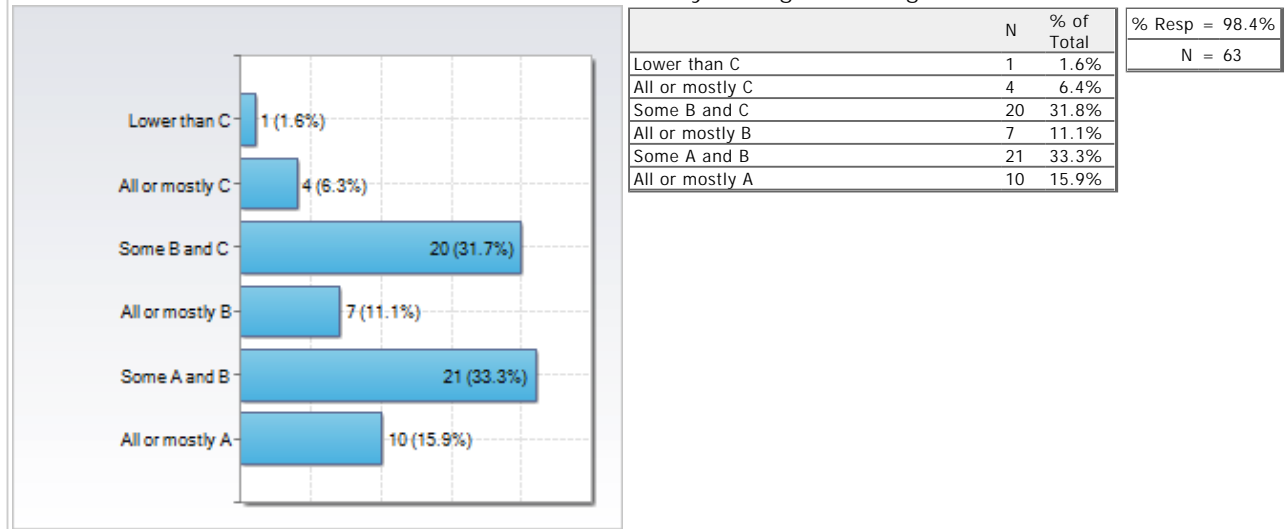 Lower than C 1 (1.6%)
All or mostly C 4 (6.3%)
Some B and C 20 (31.7%)
All or mostly B 7 (11.1%)
Some A and B 21 (33.3%)
All or mostly A 10 (15.9%)
N % of Total
Lower than C 1 1.6%
All or mostly C 4 6.4%
Some B and C 20 31.8%
All or mostly B 7 11.1%
Some A and B 21 33.3%
All or mostly A 10 15.9%
% Resp = 98.4%
N = 63